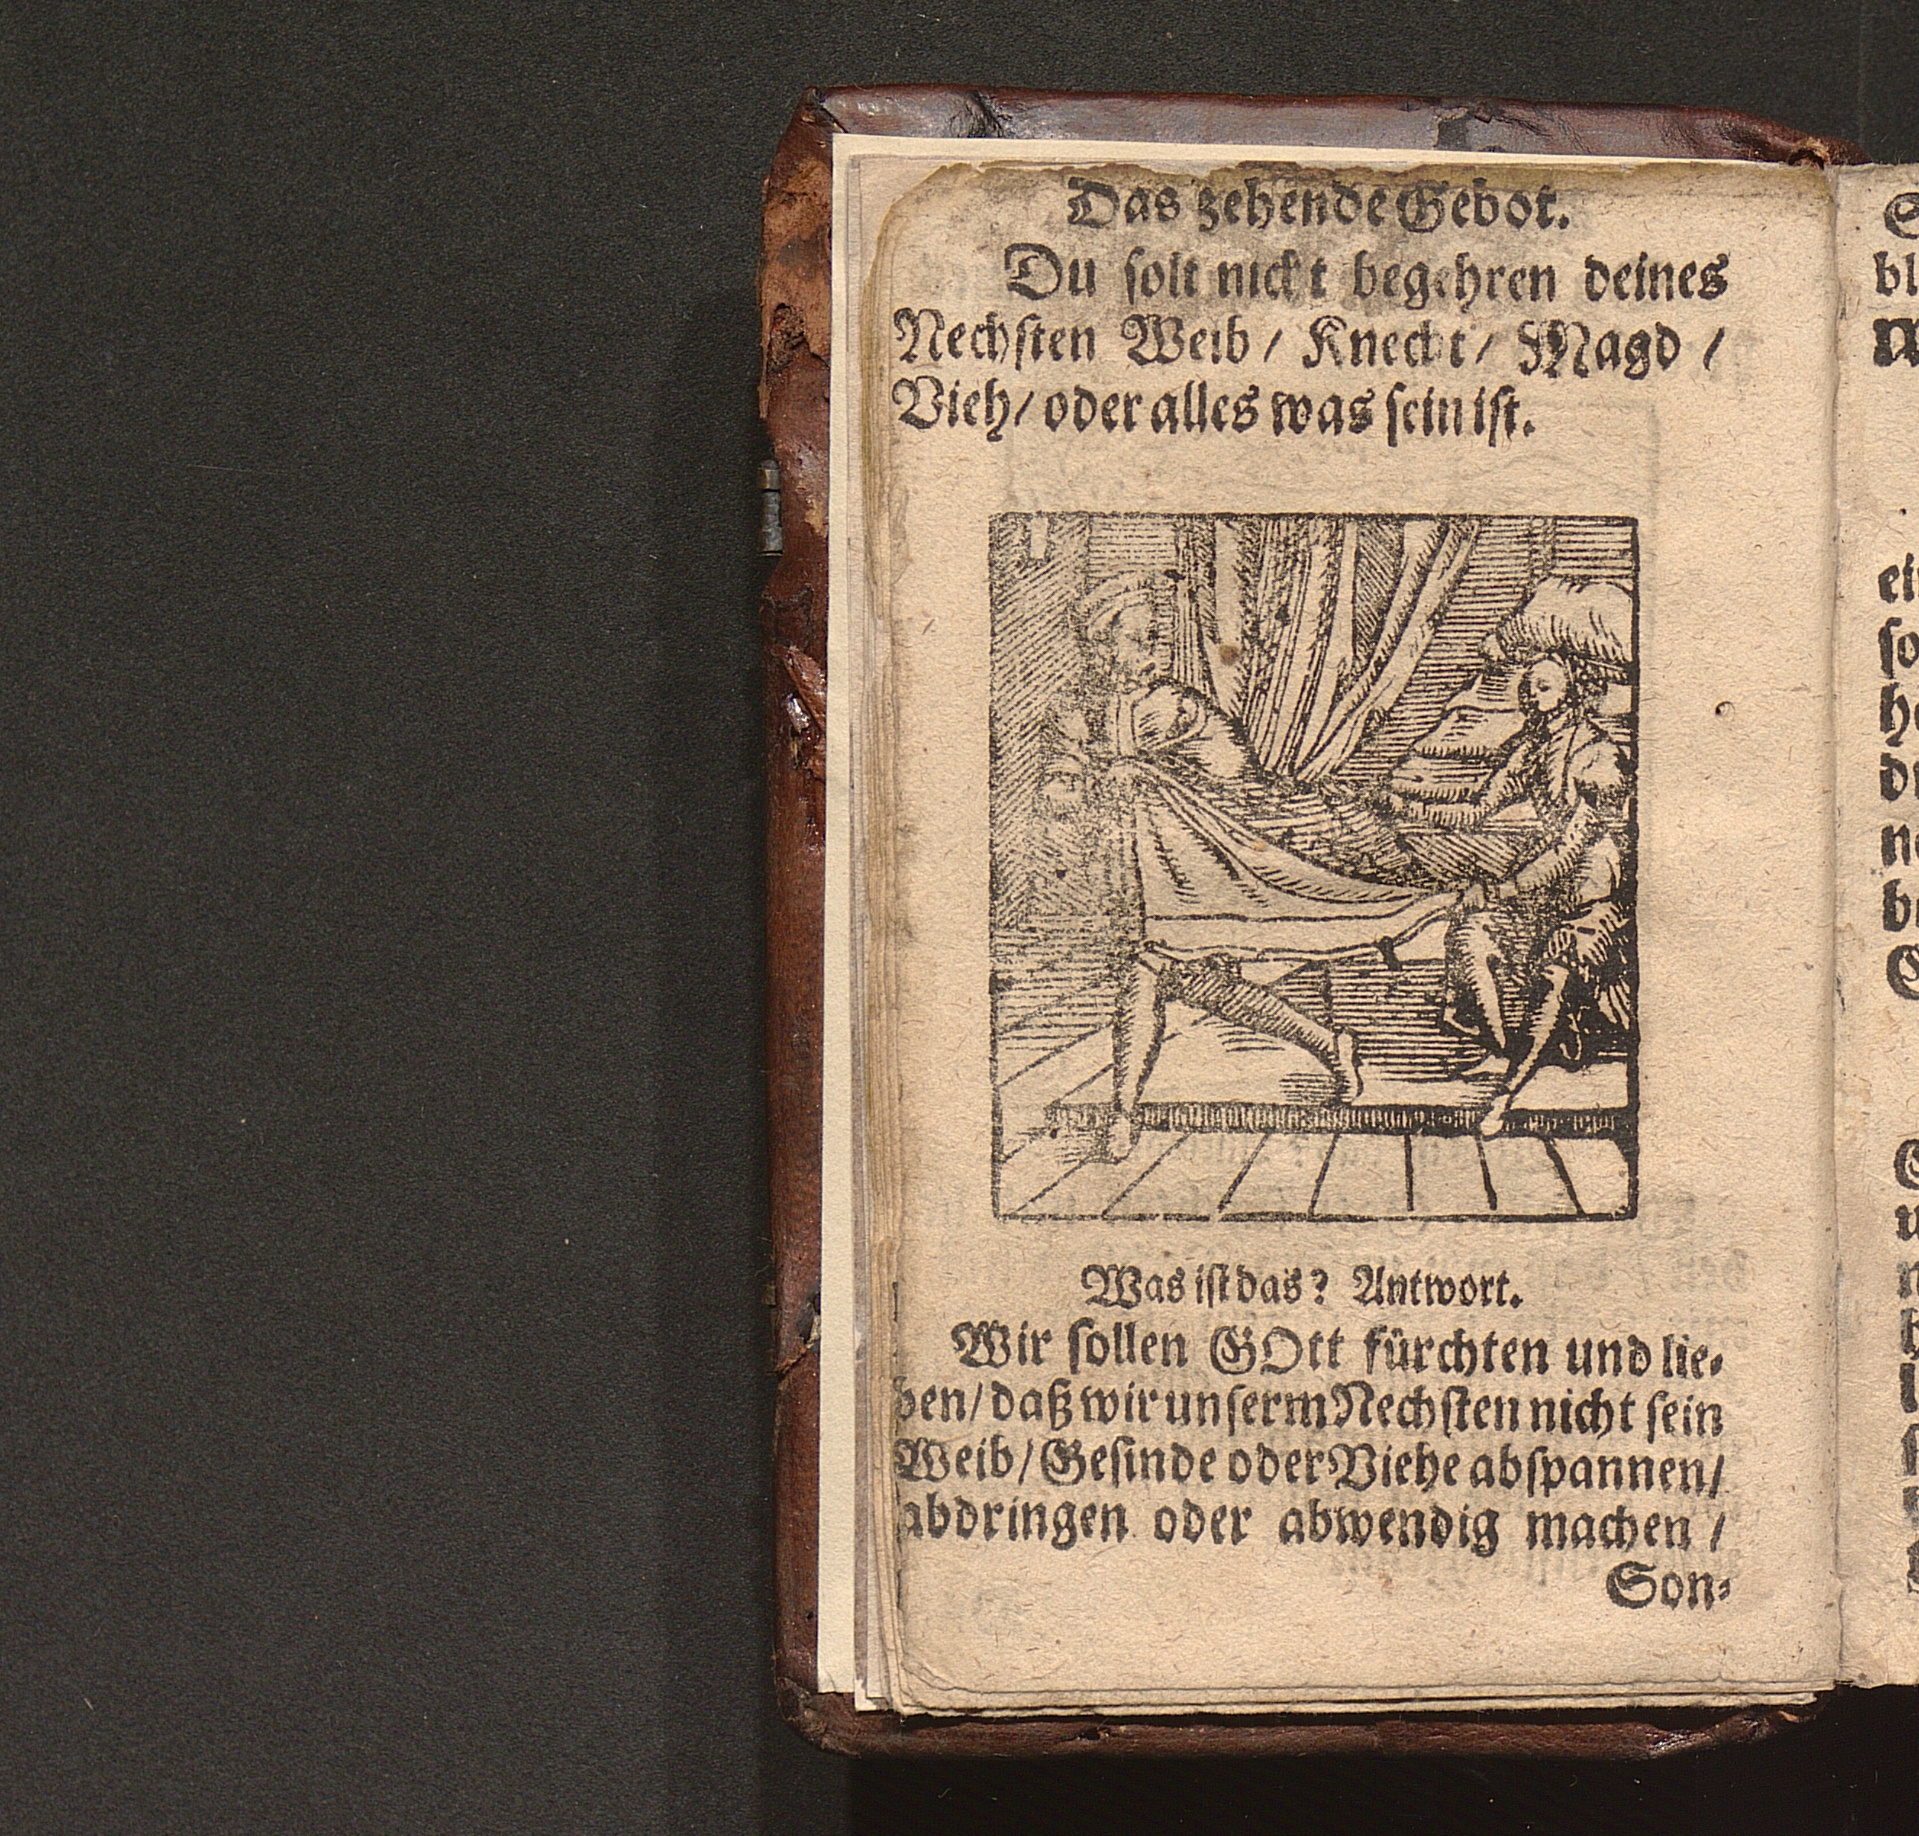 Das zehende Gebot.
Du solt nicht begehren deines
Nechsten Weib / Knecht / Magd /
Vieh / oder alles was sein ist.
Was ist das? Antwort.
Wir sollen GOtt fürchten und lie-
ben / daß wir unserm Nechsten nicht sein
Weib / Gesinde oder Viehe abspannen /
abdringen oder abwendig machen /
Son-